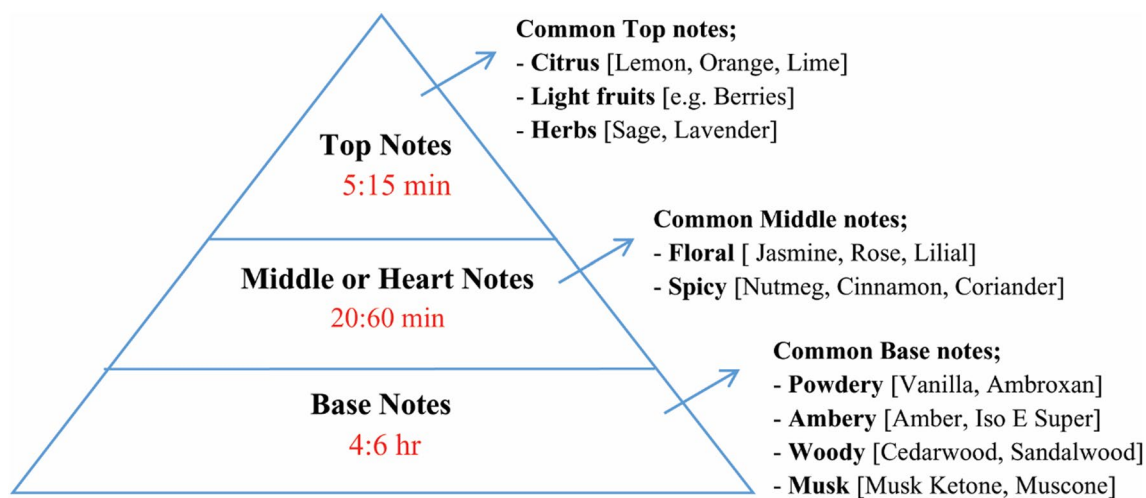 Common Top notes;
- Citrus [Lemon, Orange, Lime]
- Light fruits [e.g. Berries]
- Herbs [Sage, Lavender]
Top Notes
5:15 min
Common Middle notes;
- Floral [ Jasmine, Rose, Lilial]
- Spicy [Nutmeg, Cinnamon, Coriander]
Middle or Heart Notes
20:60 min
Common Base notes;
- Powdery [Vanilla, Ambroxan]
- Ambery [Amber, Iso E Super]
- Woody [Cedarwood, Sandalwood]
- Musk [Musk Ketone, Muscone]
Base Notes
4:6 hr